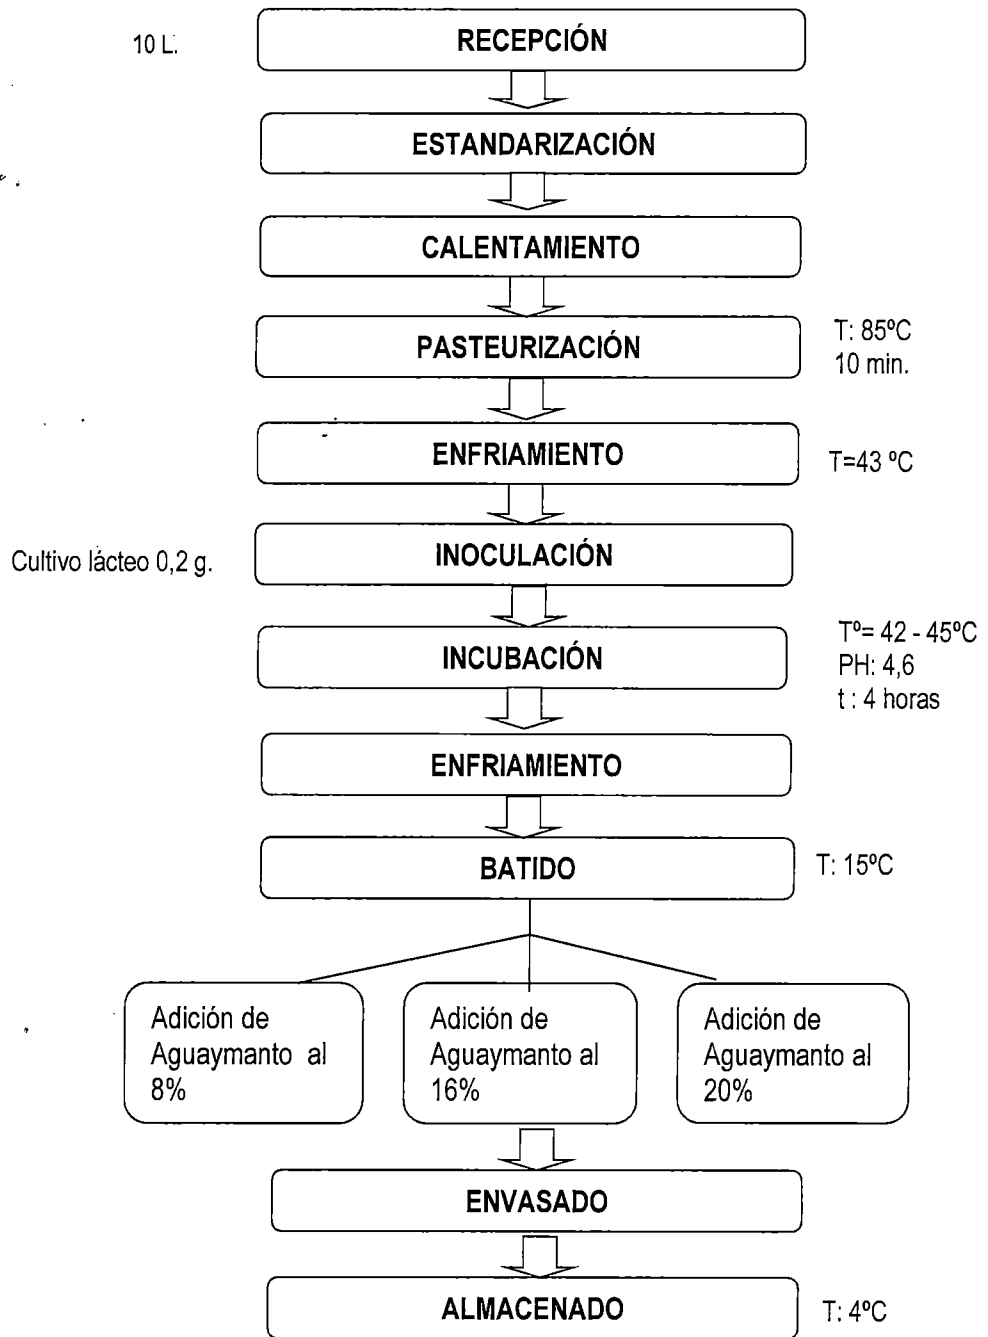 10 L.
RECEPCIÓN
ESTANDARIZACIÓN
CALENTAMIENTO
PASTEURIZACIÓN
T: 85ºC
10 min.
ENFRIAMIENTO
T=43 ºC
Cultivo lácteo 0,2 g.
INOCULACIÓN
INCUBACIÓN
Tº= 42 - 45ºC
PH: 4,6
t : 4 horas
ENFRIAMIENTO
BATIDO
T: 15ºC
Adición de
Aguaymanto al
8%
Adición de
Aguaymanto al
16%
Adición de
Aguaymanto al
20%
ENVASADO
ALMACENADO
T: 4ºC